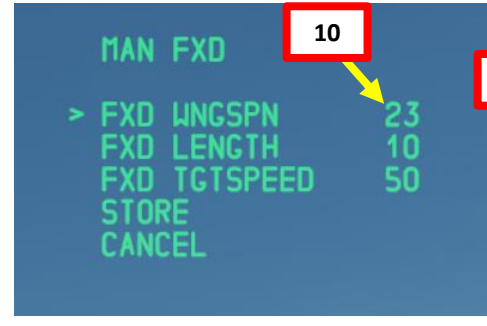 10
MAN FXD
> FXD WNGSPN 23
FXD LENGTH 10
FXD TGTSPEED 50
STORE
CANCEL